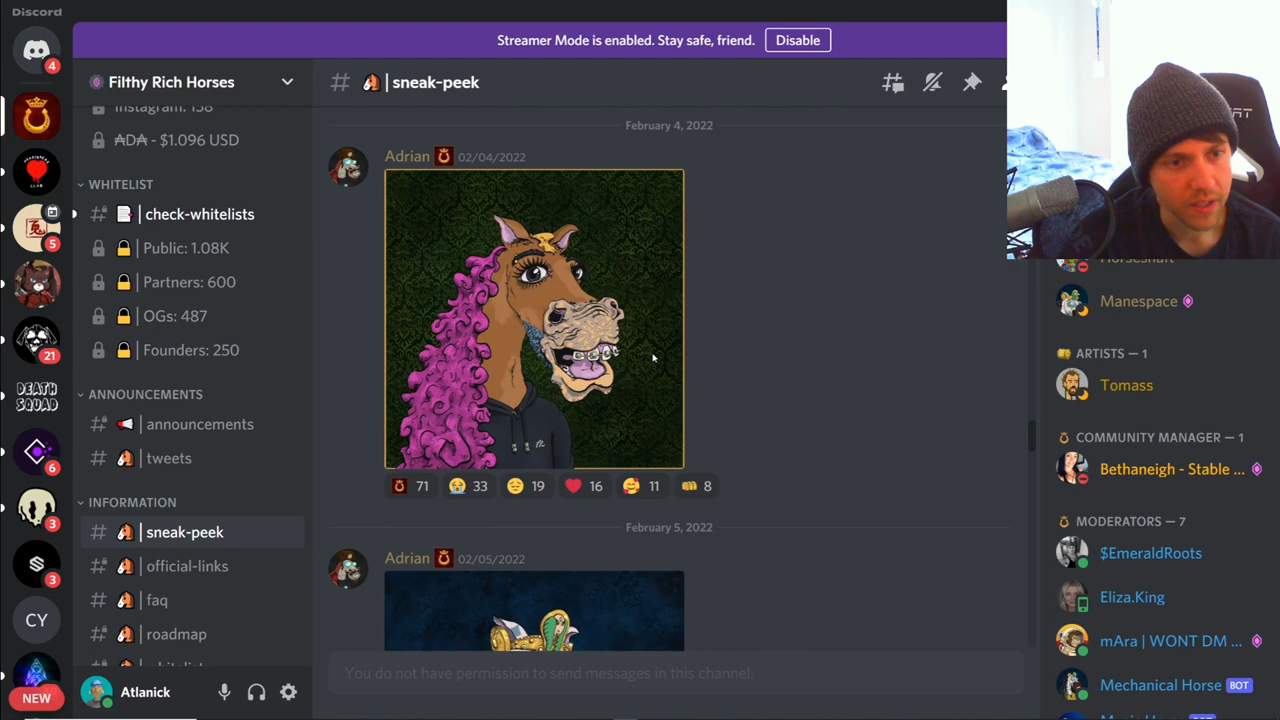 Discord
Streamer Mode is enabled. Stay safe, friend.
Disable
4
Filthy Rich Horses
Instagram: 158
₳D₳ - $1.096 USD
WHITELIST
| check-whitelists
Public: 1.08K
Partners: 600
OGs: 487
Founders: 250
ANNOUNCEMENTS
| announcements
| tweets
INFORMATION
| sneak-peek
| official-links
| faq
| roadmap
5
21
DEATH
SQUAD
6
3
3
CY
NEW
Atlanick
| sneak-peek
February 4, 2022
Adrian 02/04/2022
71 33 19 16 11 8
February 5, 2022
Adrian 02/05/2022
You do not have permission to send messages in this channel.
Manespace
ARTISTS — 1
Tomass
COMMUNITY MANAGER — 1
Bethaneigh - Stable ...
MODERATORS — 7
$EmeraldRoots
Eliza.King
mAra | WONT DM ...
Mechanical Horse BOT